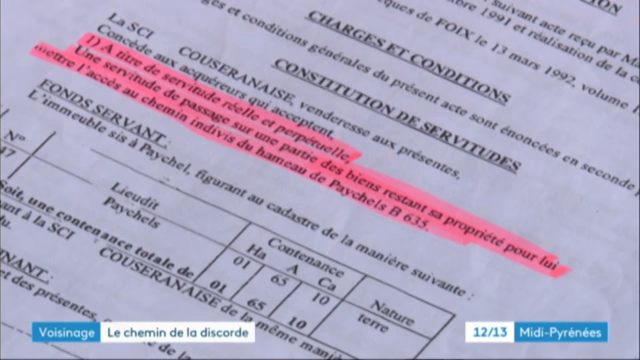 suivant acte reçu par
1991 et réalisation de la
ques de FOIX le 13 mars 1992, volume
ges et conditions générales du présent acte sont énoncées en seconde
CHARGES ET CONDITIONS
CONSTITUTION DE SERVITUDES
La SCI COUSERANAISE, venderesse aux présentes,
Concède aux acquéreurs qui acceptent.
1) A titre de servitude réelle et perpétuelle
Une servitude de passage sur une partie des biens restant sa propriété pour lui
mettre l'accès au chemin indivis du hameau de Paychels B 635.
FONDS SERVANT:
L'immeuble sis à Paychel, figurant au cadastre de la manière suivante :
N° Lieudit Contenance Nature
Ha A Ca
Paychels 01 65 10 terre
Soit, une contenance totale de 01 65 10
ant à la SCI COUSERANAISE de la même manière
NANT:
et des présentes,
Voisinage Le chemin de la discorde
12/13 Midi-Pyrénées